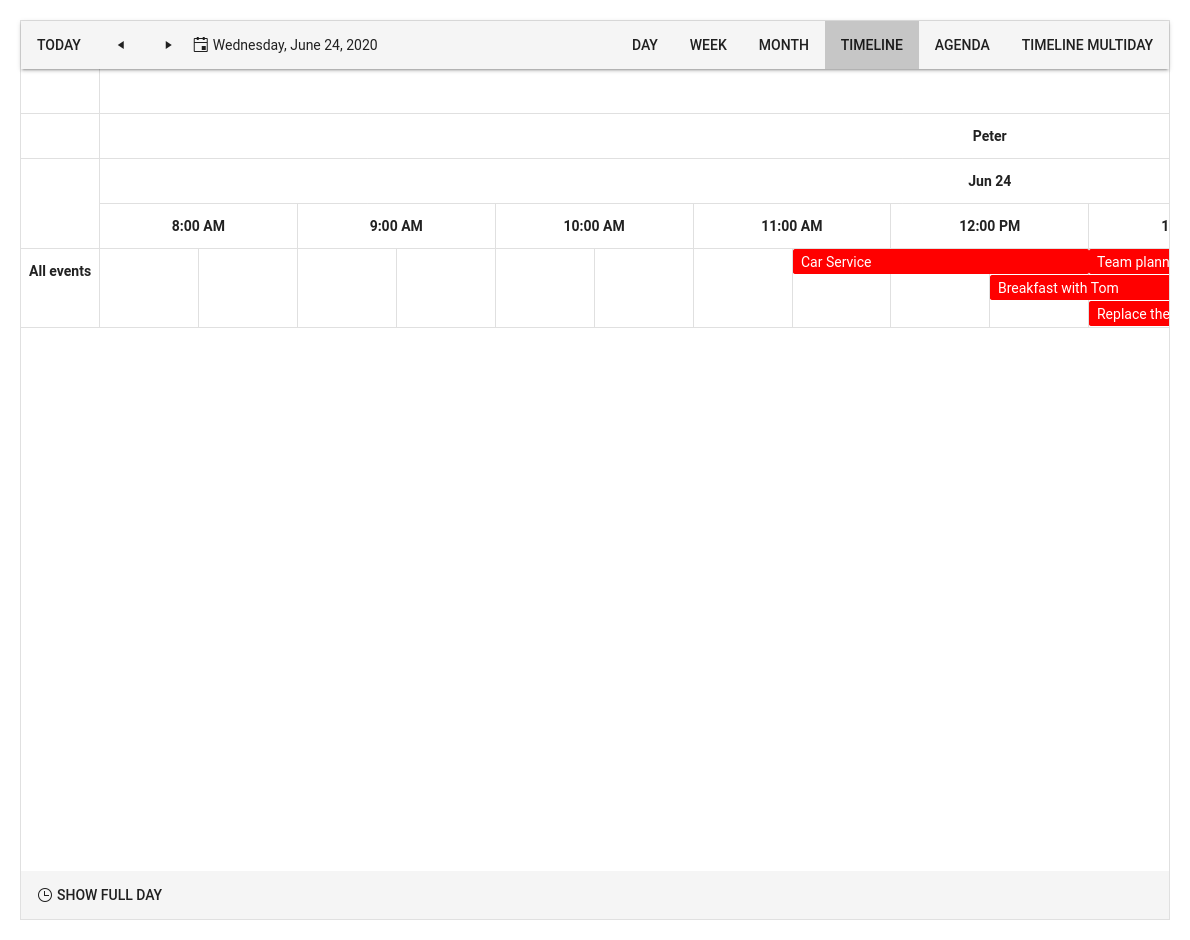 TODAY Wednesday, June 24, 2020 DAY WEEK MONTH TIMELINE AGENDA TIMELINE MULTIDAY
Peter
Jun 24
8:00 AM 9:00 AM 10:00 AM 11:00 AM 12:00 PM 1
All events Car Service Team plann
Breakfast with Tom
Replace the
SHOW FULL DAY